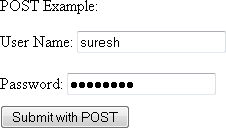 POST Example:
User Name: suresh
Password: ••••••••
Submit with POST